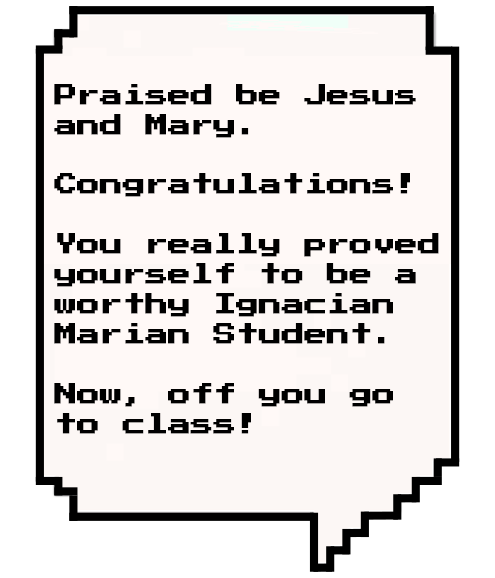 Praised be Jesus
and Mary.
Congratulations!
You really proved
yourself to be a
worthy Ignacian
Marian Student.
Now, off you go
to class!